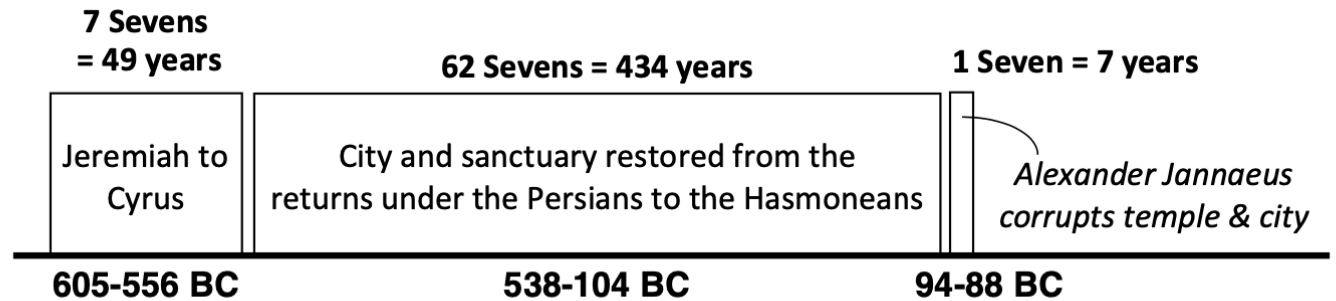 7 Sevens
= 49 years
62 Sevens = 434 years
1 Seven = 7 years
Jeremiah to
Cyrus
City and sanctuary restored from the
returns under the Persians to the Hasmoneans
Alexander Jannaeus
corrupts temple & city
605-556 BC
538-104 BC
94-88 BC